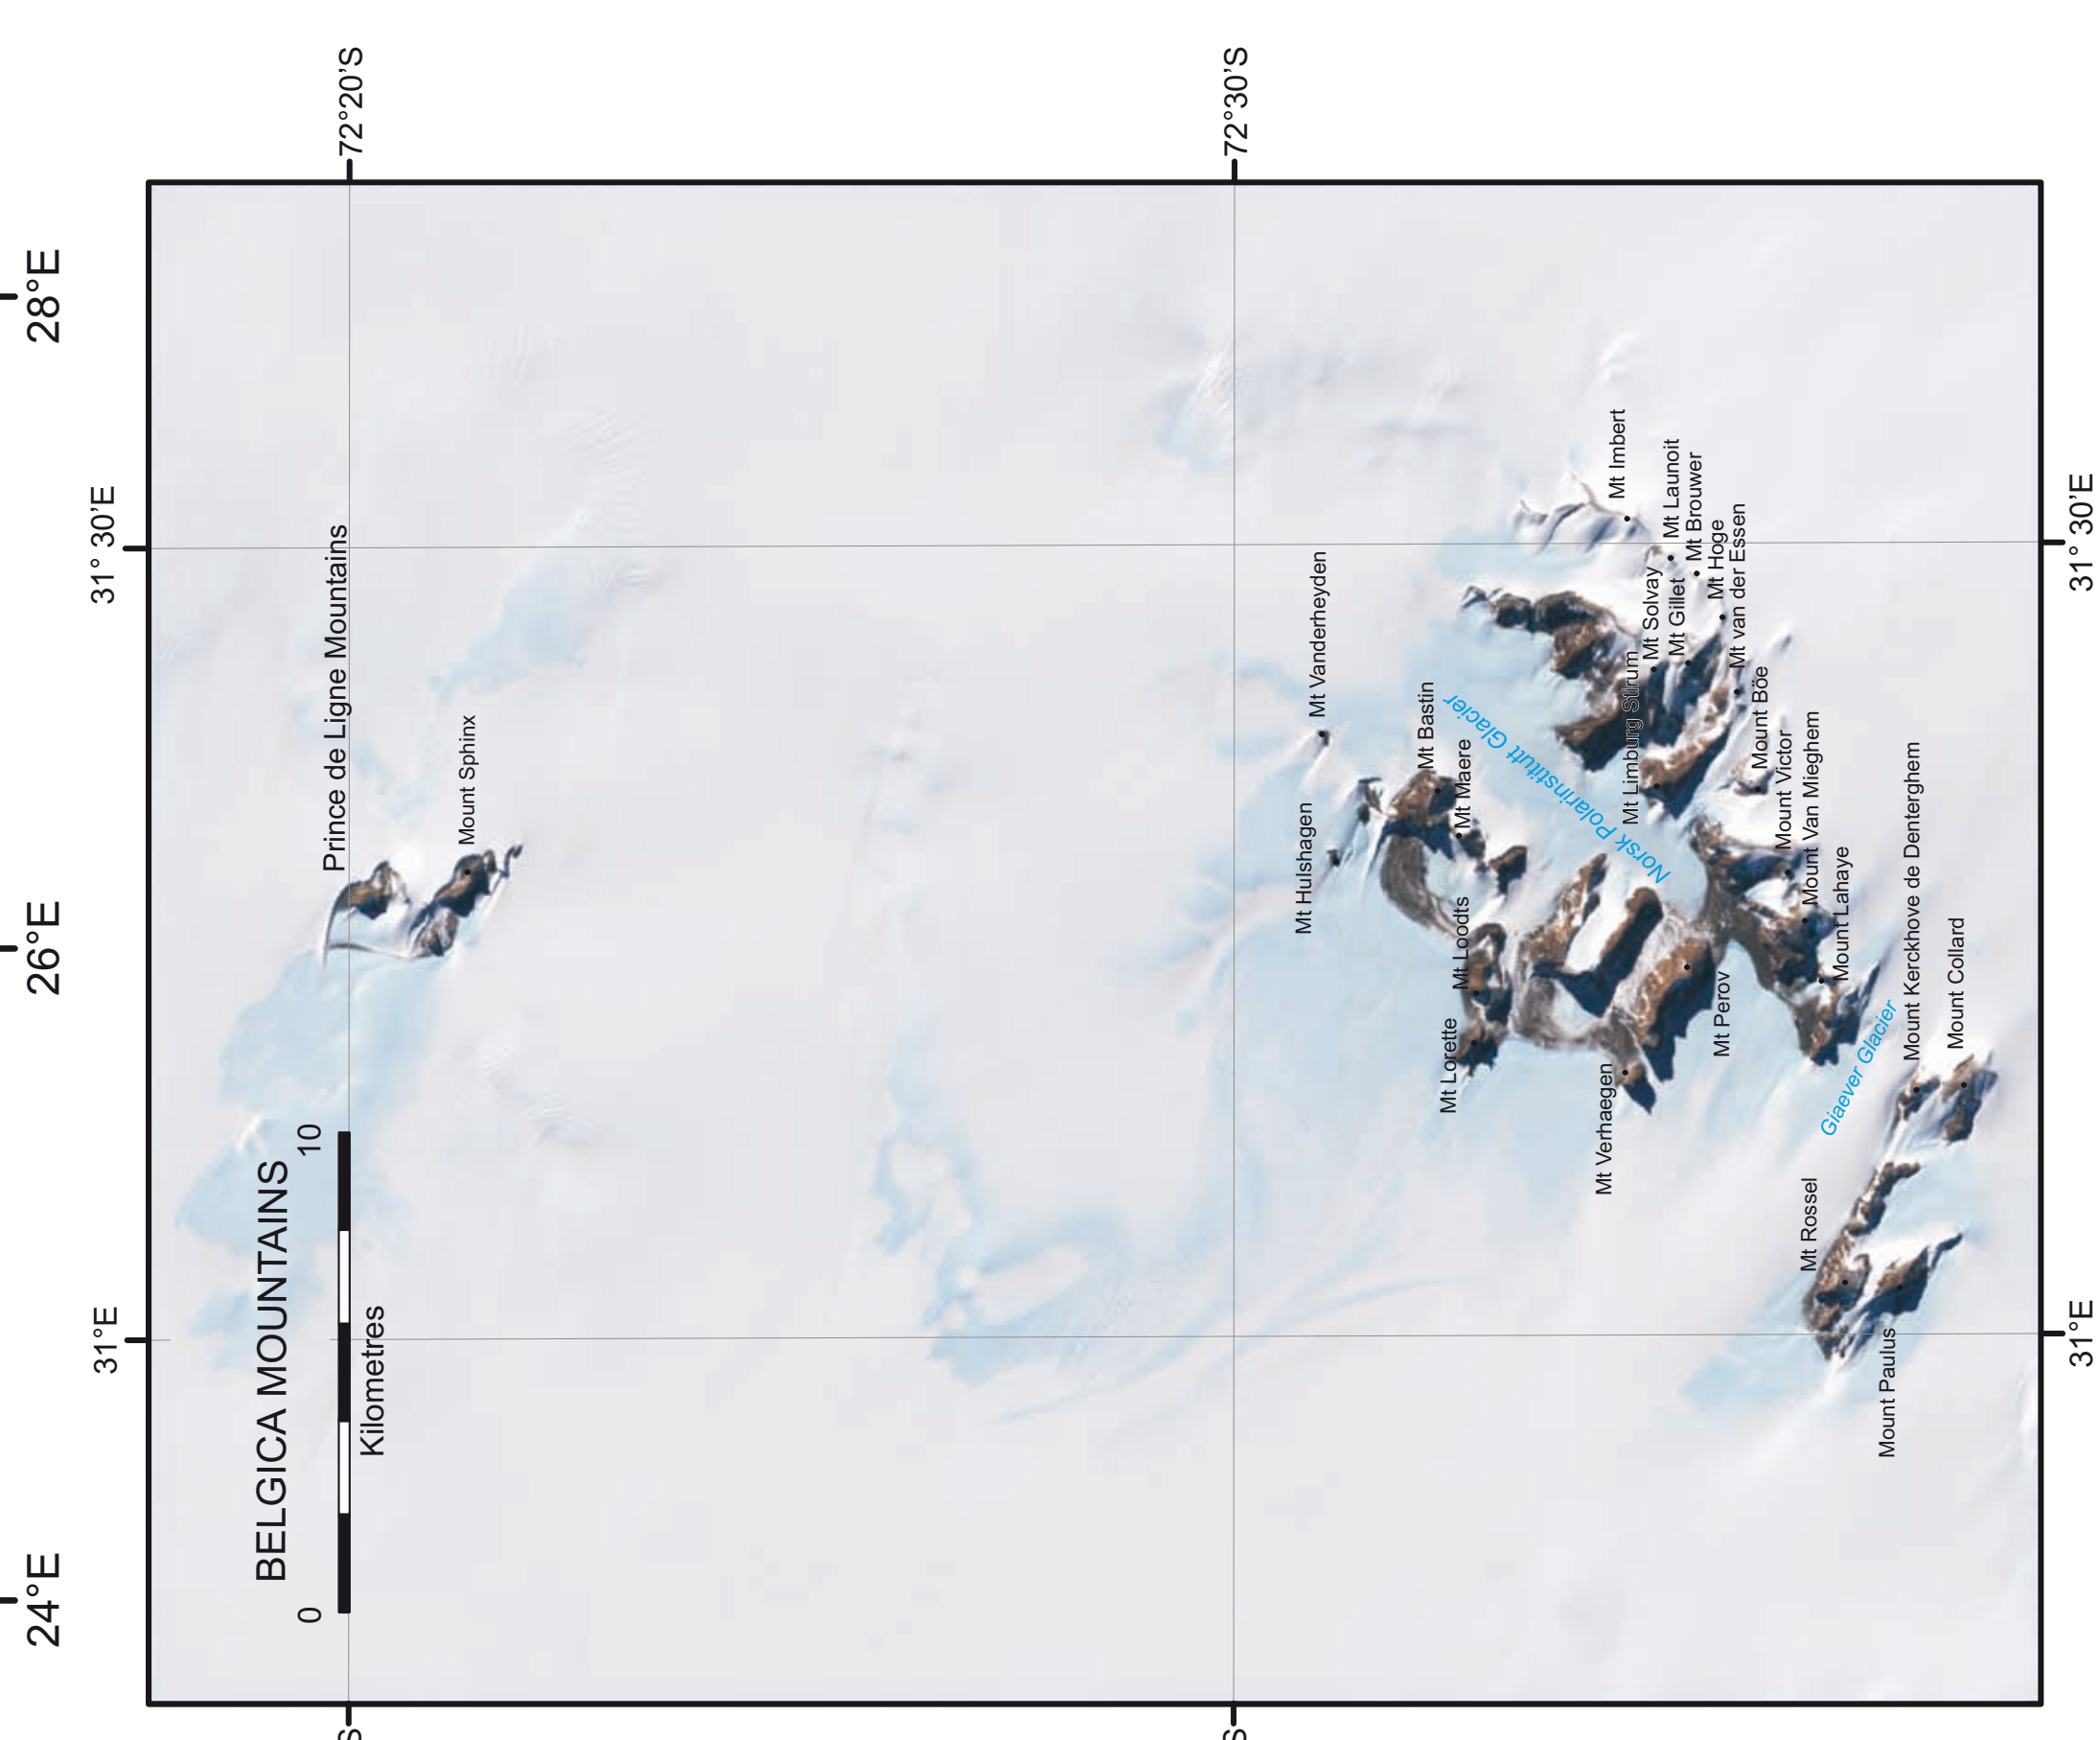 28°E
26°E
24°E
72°20'S
72°30'S
31° 30'E
31°E
31° 30'E
31°E
S
S
BELGICA MOUNTAINS
0
10
Kilometres
Prince de Ligne Mountains
Mount Sphinx
Mt Vanderheyden
Mt Hulshagen
Mt Bastin
Mt Maere
Norsk Polarinstitutt Glacier
Mt Loodts
Mt Lorette
Mt Verhaegen
Mt Perov
Mt Imbert
Mt Launoit
Mt Brouwer
Mt Hoge
Mt van der Essen
Mt Solvay
Mt Gillet
Mt Limburg Stirum
Mount Böe
Mount Victor
Mount Van Mieghem
Mount Lahaye
Giaever Glacier
Mount Kerckhove de Denterghem
Mount Collard
Mt Rossel
Mount Paulus